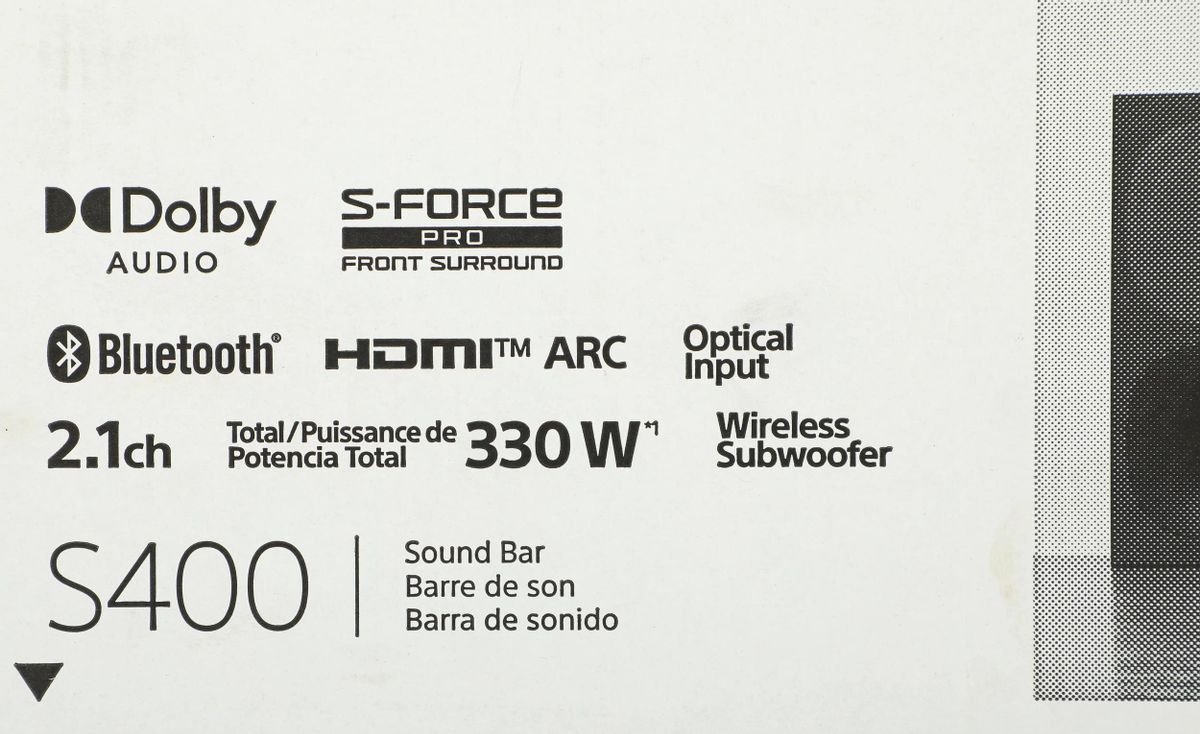 Dolby
AUDIO
S-FORCE
PRO
FRONT SURROUND
Bluetooth®
HDMI™ ARC
Optical
Input
2.1ch
Total/Puissance de
Potencia Total
330 W*1
Wireless
Subwoofer
S400
Sound Bar
Barre de son
Barra de sonido